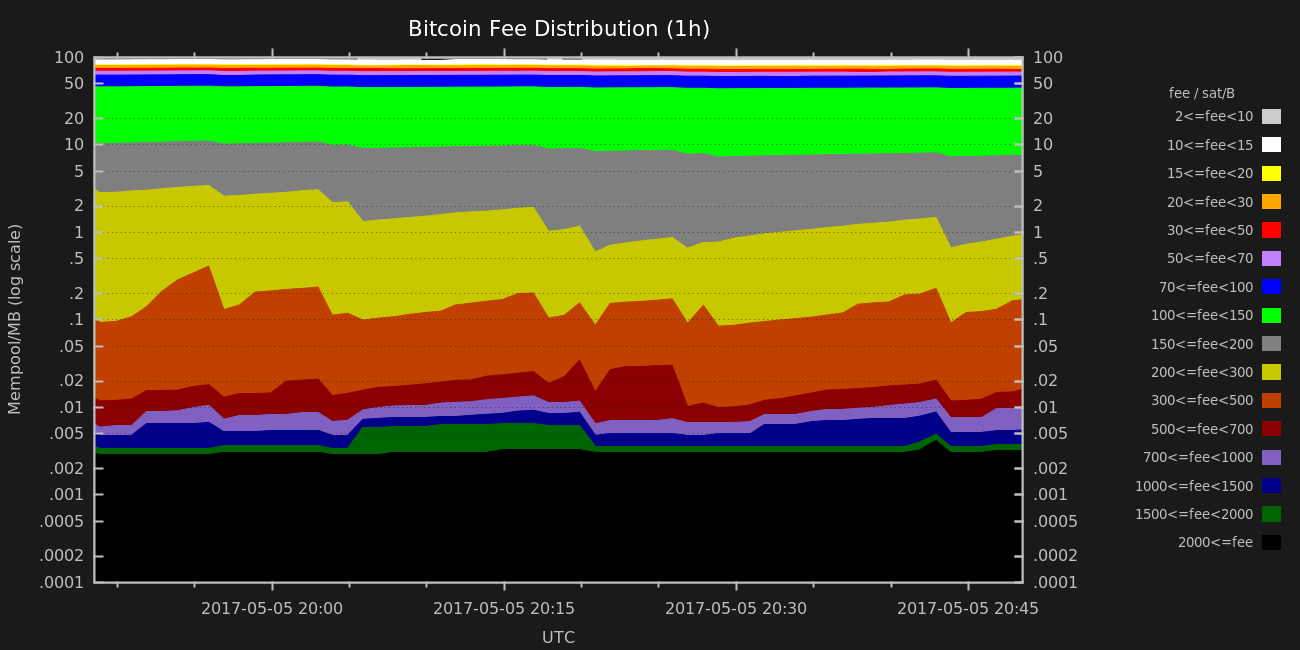 Bitcoin Fee Distribution (1h)
100
50
20
10
5
2
1
.5
.2
.1
.05
.02
.01
.005
.002
.001
.0005
.0002
.0001
Mempool/MB (log scale)
100
50
20
10
5
2
1
.5
.2
.1
.05
.02
.01
.005
.002
.001
.0005
.0002
.0001
2017-05-05 20:00
2017-05-05 20:15
2017-05-05 20:30
2017-05-05 20:45
UTC
fee / sat/B
2<=fee<10
10<=fee<15
15<=fee<20
20<=fee<30
30<=fee<50
50<=fee<70
70<=fee<100
100<=fee<150
150<=fee<200
200<=fee<300
300<=fee<500
500<=fee<700
700<=fee<1000
1000<=fee<1500
1500<=fee<2000
2000<=fee